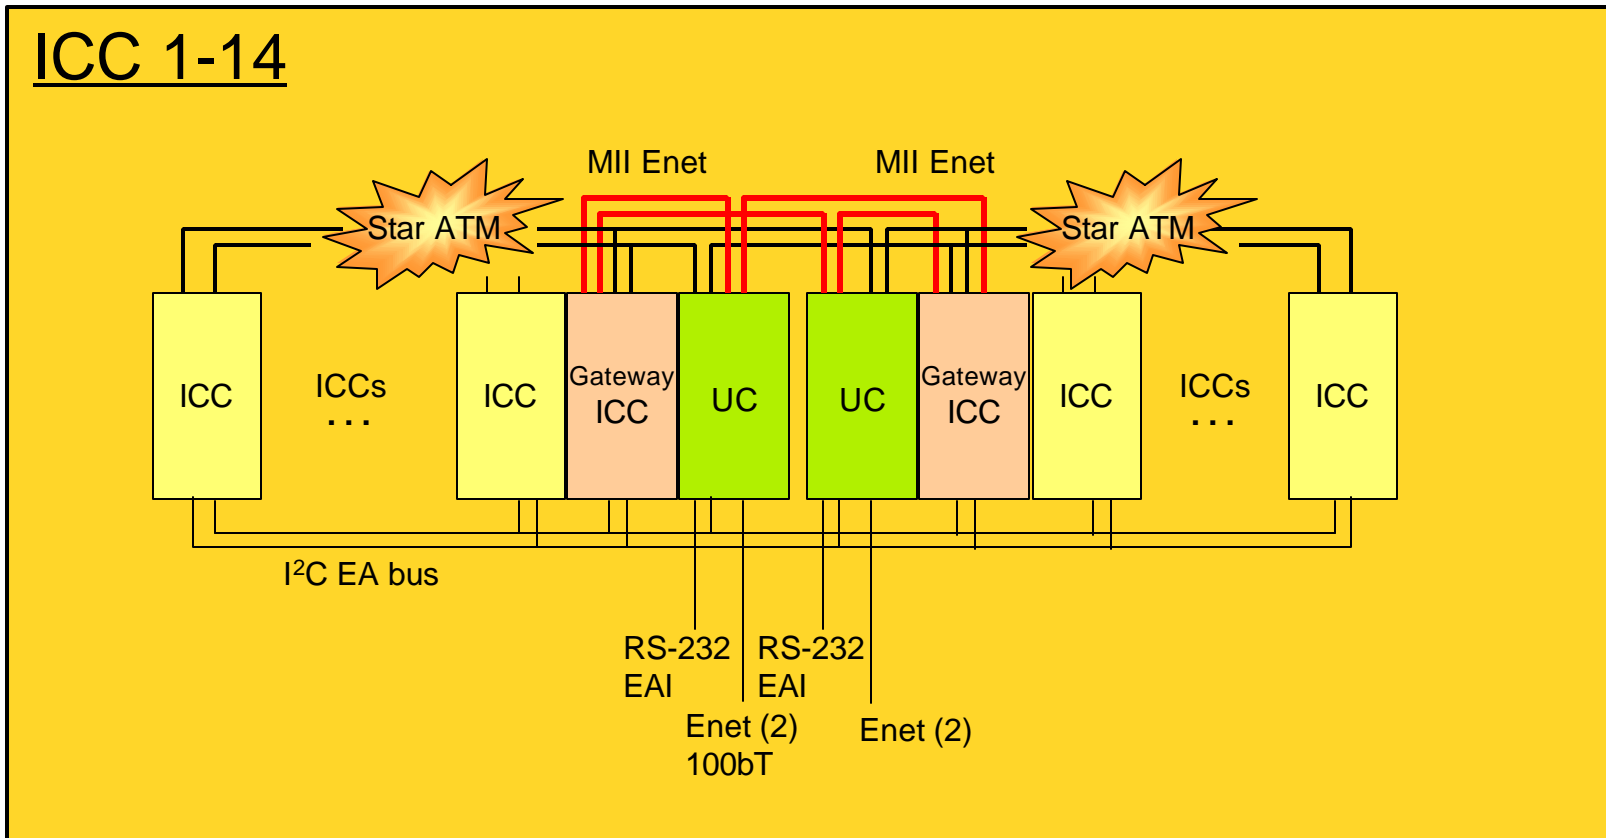 ICC 1-14
MII Enet
MII Enet
Star ATM
Star ATM
ICC
ICCs
. . .
ICC
Gateway
ICC
UC
UC
Gateway
ICC
ICC
ICCs
. . .
ICC
I²C EA bus
RS-232
EAI
RS-232
EAI
Enet (2)
100bT
Enet (2)